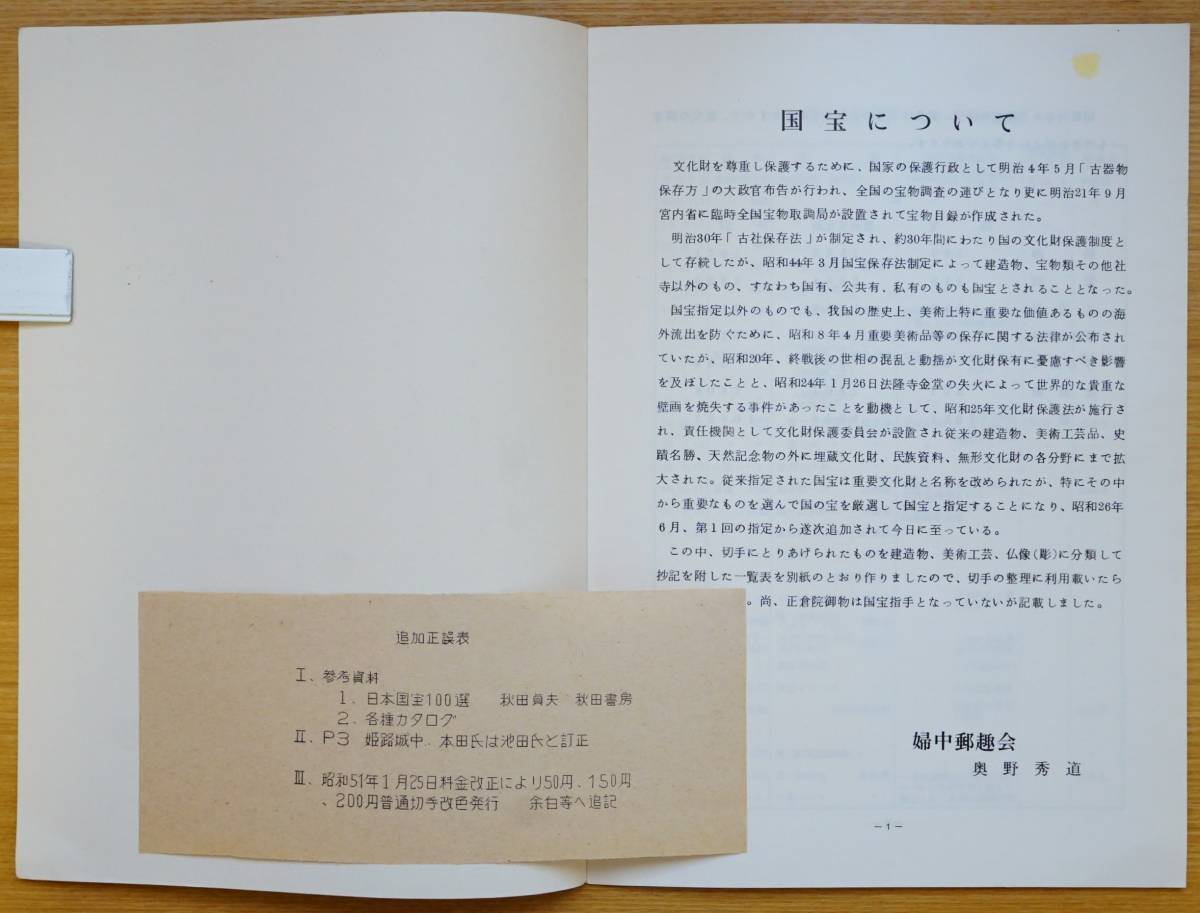 国宝について
文化財を尊重し保護するために、国家の保護行政として明治4年5月「古器物
保存方」の大政官布告が行われ、全国の宝物調査の運びとなり史に明治21年9月
宮内省に臨時全国宝物取調局が設置されて宝物目録が作成された。
明治30年「古社保存法」が制定され、約30年間にわたり国の文化財保護制度と
して存続したが、昭和44年3月国宝保存法制定によって建造物、宝物類その他社
寺以外のもの、すなわち国有、公共有、私有のものも国宝とされることとなった。
国宝指定以外のものでも、我国の歴史上、美術上特に重要な価値あるものの海
外流出を防ぐために、昭和8年4月重要美術品等の保存に関する法律が公布され
ていたが、昭和20年、終戦後の世相の混乱と動揺が文化財保有に憂慮すべき影響
を及ぼしたことと、昭和24年1月26日法隆寺金堂の失火によって世界的な貴重な
壁画を焼失する事件があったことを動機として、昭和25年文化財保護法が施行さ
れ、責任機関として文化財保護委員会が設置され従来の建造物、美術工芸品、史
蹟名勝、天然記念物の外に埋蔵文化財、民族資料、無形文化財の各分野にまで拡
大された。従来指定された国宝は重要文化財と名称を改められたが、特にその中
から重要なものを選んで国の宝を厳選して国宝と指定することになり、昭和26年
6月、第1回の指定から逐次追加されて今日に至っている。
この中、切手にとりあげられたものを建造物、美術工芸、仏像(彫)に分類して
抄記を附した一覧表を別紙のとおり作りましたので、切手の整理に利用載いたら
。尚、正倉院御物は国宝指手となっていないが記載しました。
婦中郵趣会
奥野秀道
－1－
追加正誤表
Ⅰ、参考資料
1．日本国宝100選 秋田貞夫 秋田書房
2．各種カタログ
Ⅱ、P3 姫路城中、本田氏は池田氏と訂正
Ⅲ、昭和51年1月25日料金改正により50円、150円
、200円普通切手改色発行 余白等へ追記